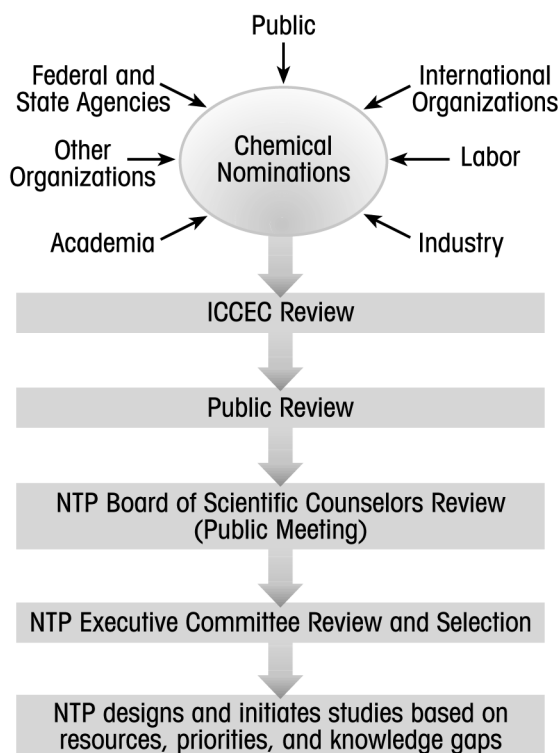 Public
Federal and
State Agencies
International
Organizations
Other
Organizations
Chemical
Nominations
Labor
Academia
Industry
ICCEC Review
Public Review
NTP Board of Scientific Counselors Review
(Public Meeting)
NTP Executive Committee Review and Selection
NTP designs and initiates studies based on
resources, priorities, and knowledge gaps